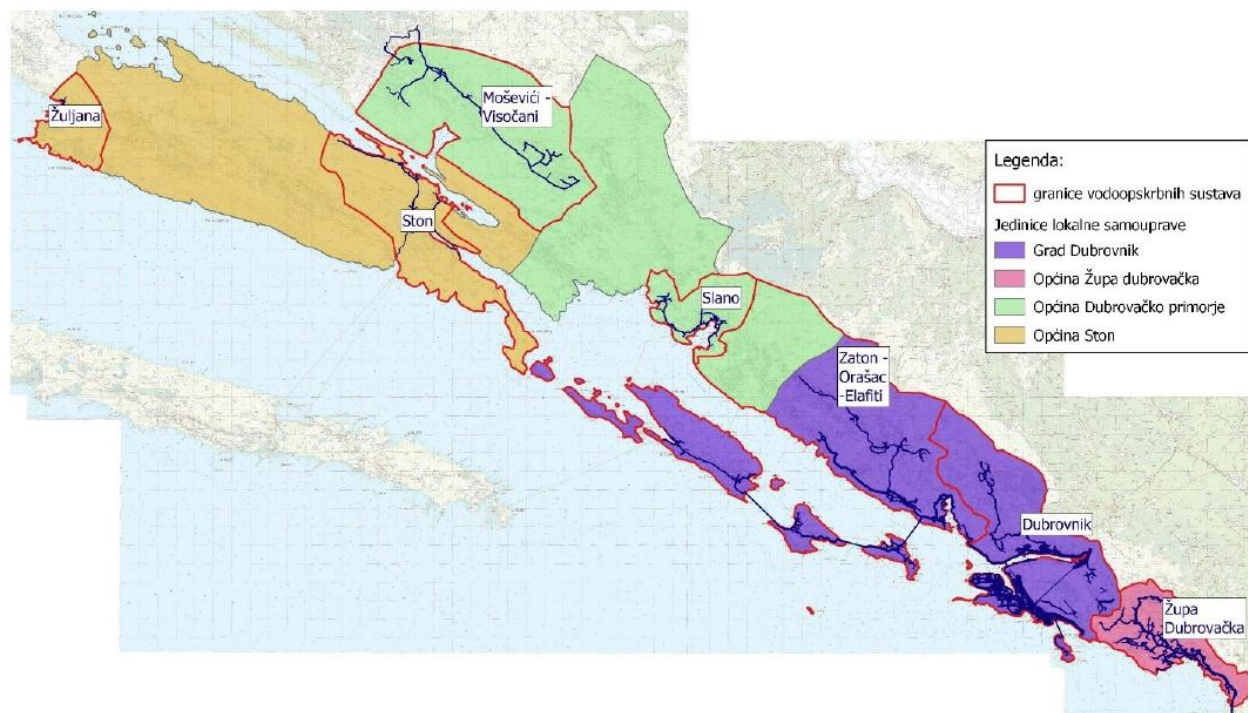 Žuljana
Moševići -
Visočani
Ston
Slano
Zaton -
Orašac
-Elafiti
Dubrovnik
Župa
Dubrovačka
Legenda:
granice vodoopskrbnih sustava
Jedinice lokalne samouprave
Grad Dubrovnik
Općina Župa dubrovačka
Općina Dubrovačko primorje
Općina Ston